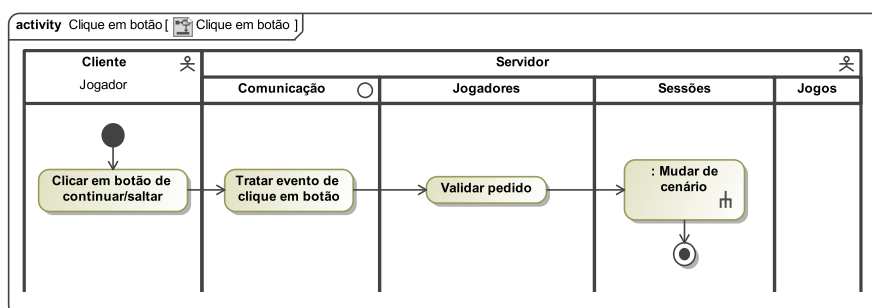 activity Clique em botão [ Clique em botão ]
Cliente
Jogador
Servidor
Comunicação
Jogadores
Sessões
Jogos
Clicar em botão de
continuar/saltar
Tratar evento de
clique em botão
Validar pedido
: Mudar de
cenário